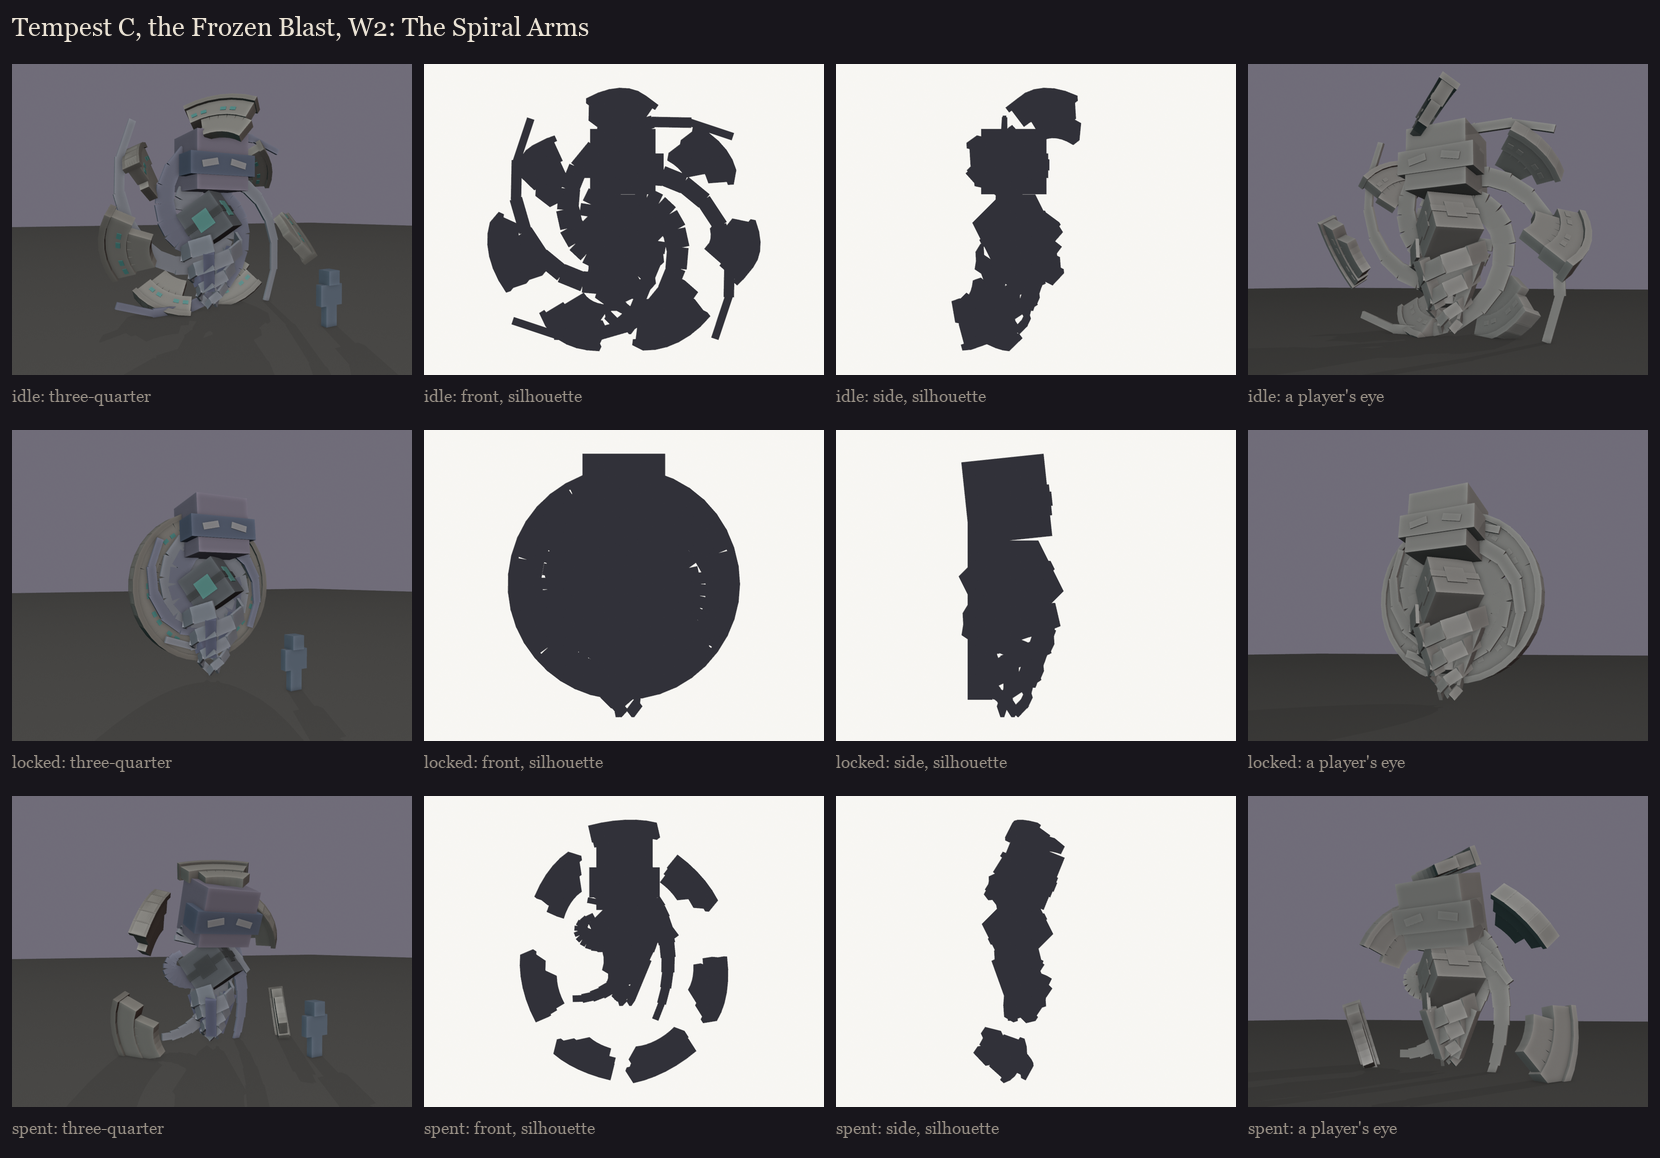 Tempest C, the Frozen Blast, W2: The Spiral Arms
idle: three-quarter
idle: front, silhouette
idle: side, silhouette
idle: a player's eye
locked: three-quarter
locked: front, silhouette
locked: side, silhouette
locked: a player's eye
spent: three-quarter
spent: front, silhouette
spent: side, silhouette
spent: a player's eye